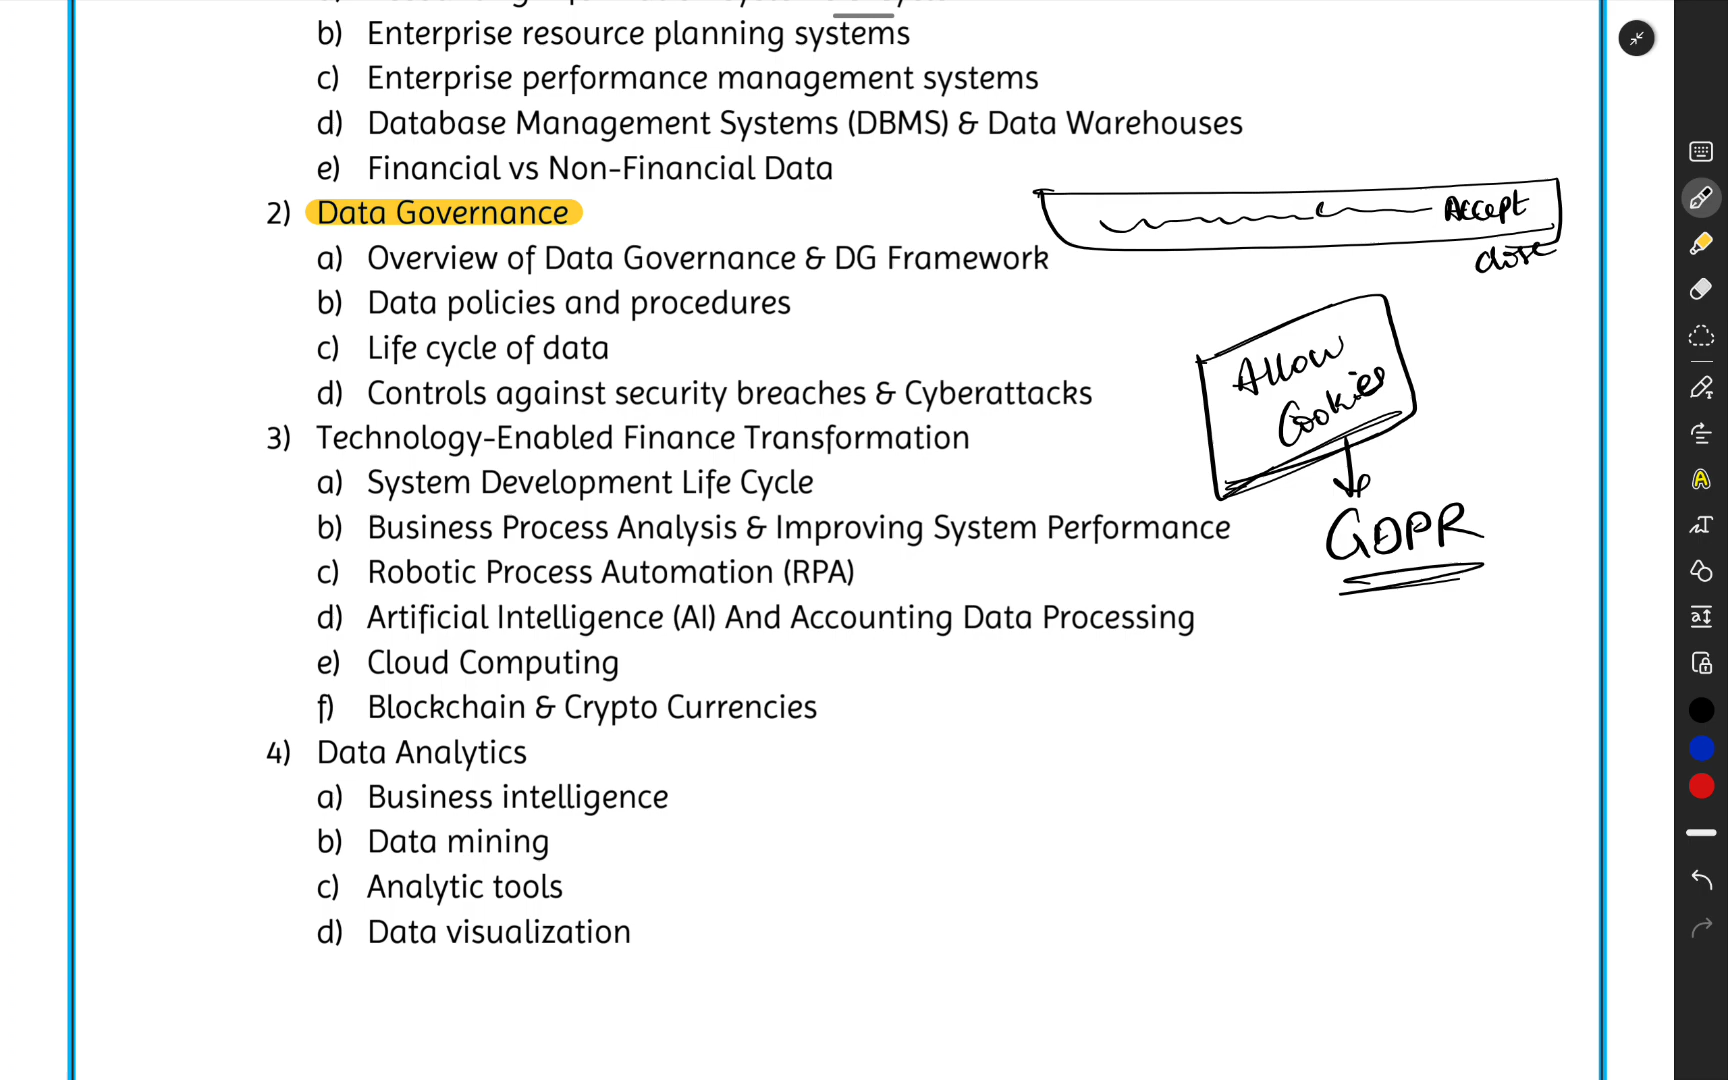 b) Enterprise resource planning systems
c) Enterprise performance management systems
d) Database Management Systems (DBMS) & Data Warehouses
e) Financial vs Non-Financial Data
2) Data Governance
Accept
close
a) Overview of Data Governance & DG Framework
b) Data policies and procedures
c) Life cycle of data
d) Controls against security breaches & Cyberattacks
Allow
Cookies
GDPR
3) Technology-Enabled Finance Transformation
a) System Development Life Cycle
b) Business Process Analysis & Improving System Performance
c) Robotic Process Automation (RPA)
d) Artificial Intelligence (AI) And Accounting Data Processing
e) Cloud Computing
f) Blockchain & Crypto Currencies
4) Data Analytics
a) Business intelligence
b) Data mining
c) Analytic tools
d) Data visualization